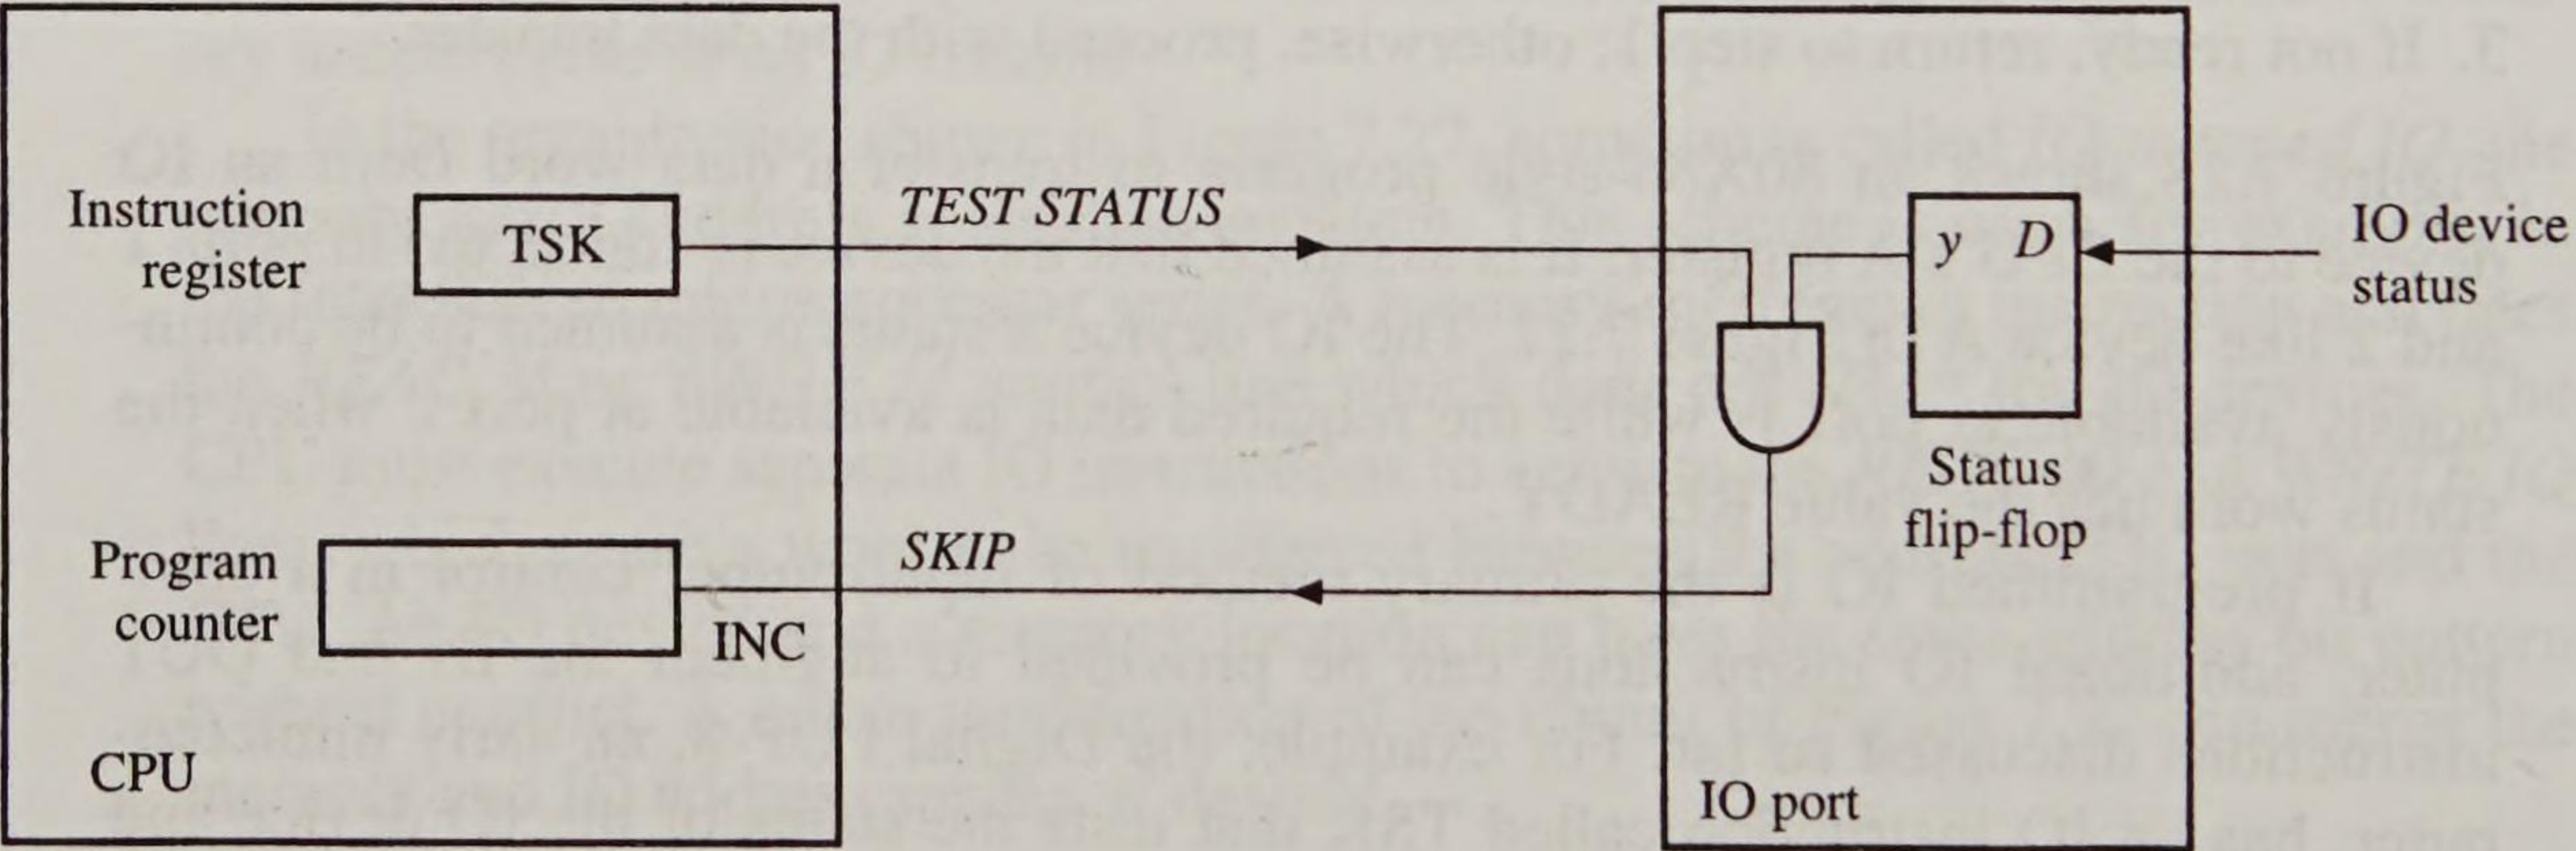 Instruction
register
TSK
TEST STATUS
y D
IO device
status
Status
flip-flop
Program
counter
SKIP
INC
CPU
IO port